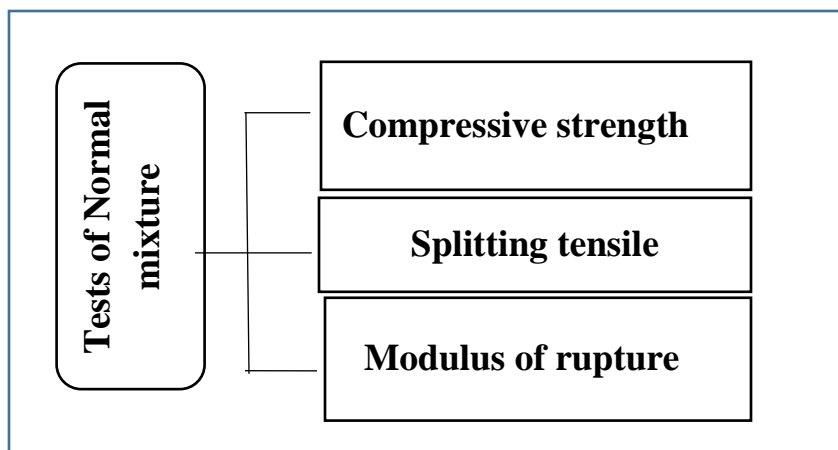 Tests of Normal
mixture
Compressive strength
Splitting tensile
Modulus of rupture